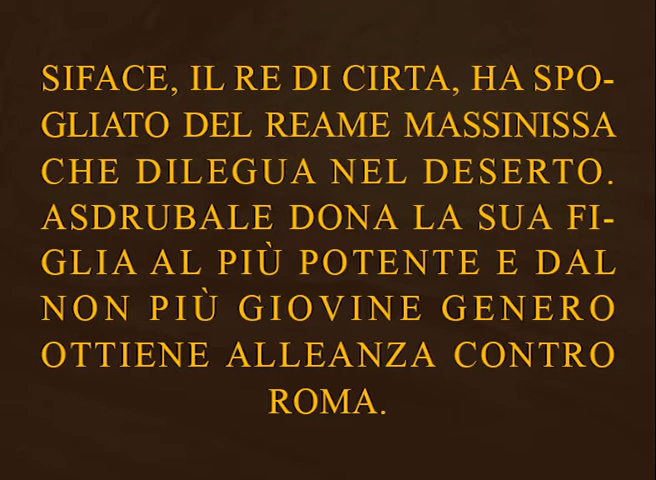 SIFACE, IL RE DI CIRTA, HA SPO-
GLIATO DEL REAME MASSINISSA
CHE DILEGUA NEL DESERTO.
ASDRUBALE DONA LA SUA FI-
GLIA AL PIÙ POTENTE E DAL
NON PIÙ GIOVINE GENERO
OTTIENE ALLEANZA CONTRO
ROMA.